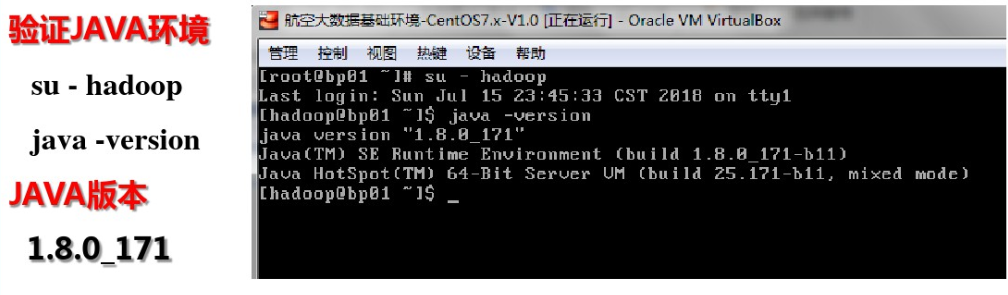 验证JAVA环境
su - hadoop
java -version
JAVA版本
1.8.0_171
航空大数据基础环境-CentOS7.x-V1.0 [正在运行] - Oracle VM VirtualBox
管理 控制 视图 热键 设备 帮助
[root@bp01 ~]# su - hadoop
Last login: Sun Jul 15 23:45:33 CST 2018 on tty1
[hadoop@bp01 ~]$ java -version
java version "1.8.0_171"
Java(TM) SE Runtime Environment (build 1.8.0_171-b11)
Java HotSpot(TM) 64-Bit Server VM (build 25.171-b11, mixed mode)
[hadoop@bp01 ~]$ _